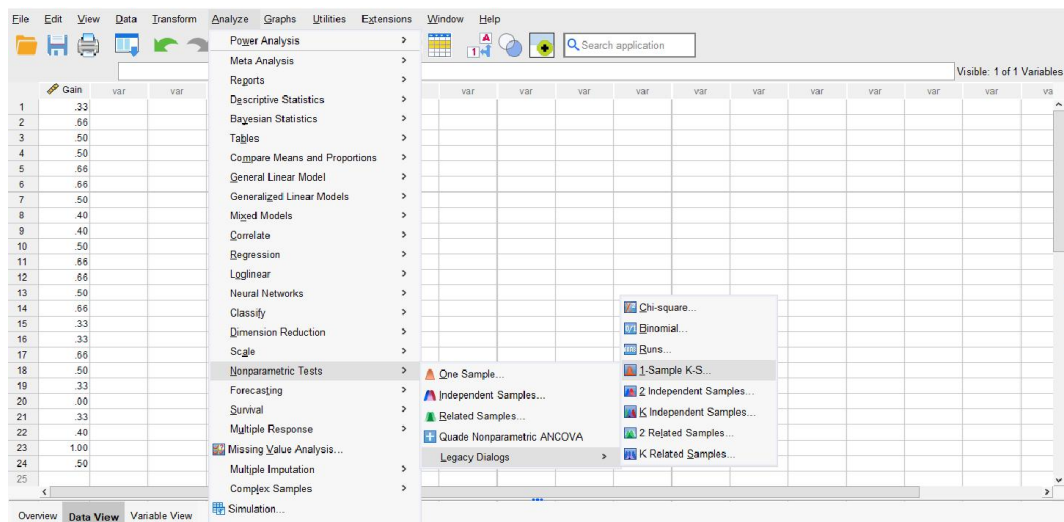 File Edit View Data Transform Analyze Graphs Utilities Extensions Window Help
Search application
Visible: 1 of 1 Variables
Gain var var var var var var var var var var var va
1 .33
2 .66
3 .50
4 .50
5 .66
6 .66
7 .50
8 .40
9 .40
10 .50
11 .66
12 .66
13 .50
14 .66
15 .33
16 .33
17 .66
18 .50
19 .33
20 .00
21 .33
22 .40
23 1.00
24 .50
25
Power Analysis
Meta Analysis
Reports
Descriptive Statistics
Bayesian Statistics
Tables
Compare Means and Proportions
General Linear Model
Generalized Linear Models
Mixed Models
Correlate
Regression
Loglinear
Neural Networks
Classify
Dimension Reduction
Scale
Nonparametric Tests
Forecasting
Survival
Multiple Response
Missing Value Analysis...
Multiple Imputation
Complex Samples
Simulation...
One Sample...
Independent Samples...
Related Samples...
Quade Nonparametric ANCOVA
Legacy Dialogs
Chi-square...
Binomial...
Runs...
1-Sample K-S...
2 Independent Samples...
K Independent Samples...
2 Related Samples...
K Related Samples...
Overview Data View Variable View